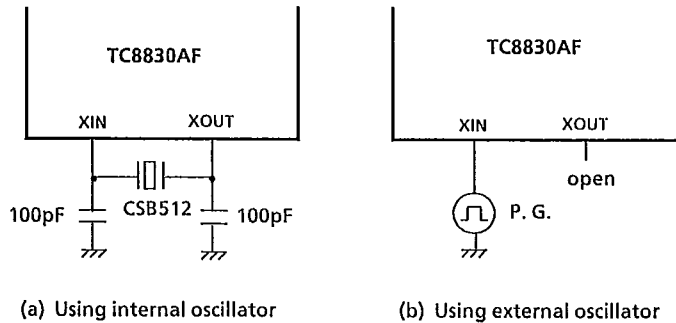 TC8830AF
XIN XOUT
100pF CSB512 100pF
(a) Using internal oscillator
TC8830AF
XIN XOUT
open
P. G.
(b) Using external oscillator